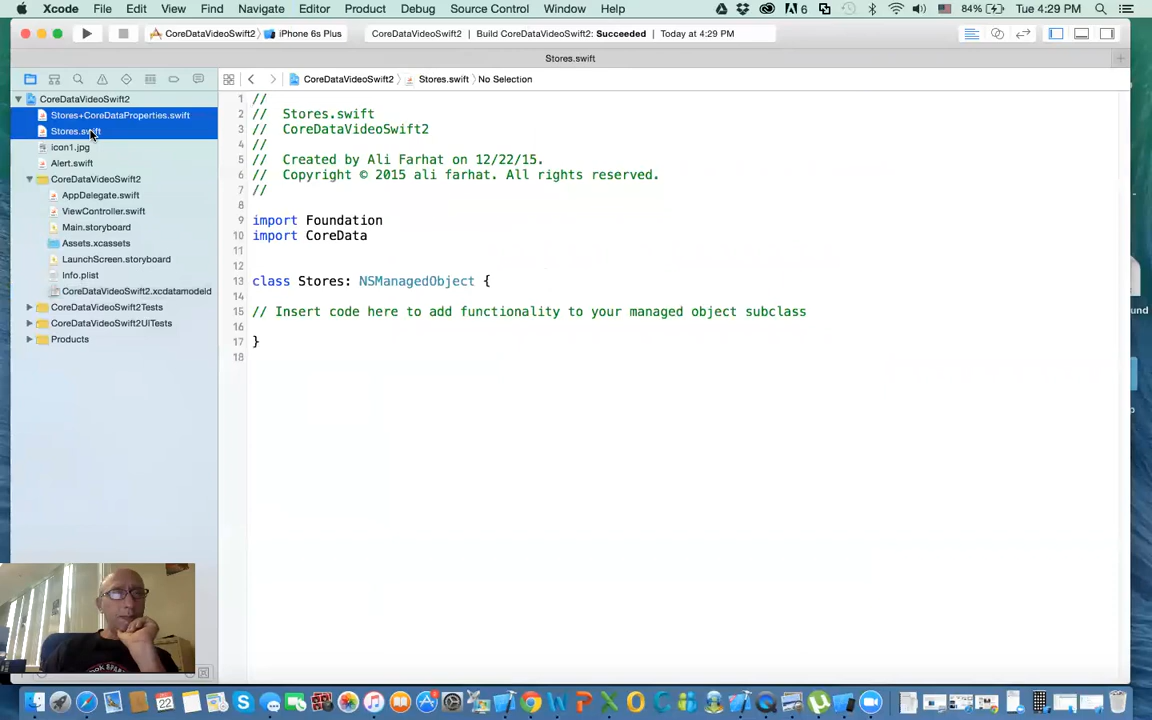 Xcode File Edit View Find Navigate Editor Product Debug Source Control Window Help 6 84% Tue 4:29 PM
CoreDataVideoSwift2 iPhone 6s Plus CoreDataVideoSwift2 | Build CoreDataVideoSwift2: Succeeded | Today at 4:29 PM
Stores.swift
CoreDataVideoSwift2 Stores.swift No Selection
CoreDataVideoSwift2
Stores+CoreDataProperties.swift
Stores.swift
icon1.jpg
Alert.swift
CoreDataVideoSwift2
AppDelegate.swift
ViewController.swift
Main.storyboard
Assets.xcassets
LaunchScreen.storyboard
Info.plist
CoreDataVideoSwift2.xcdatamodeld
CoreDataVideoSwift2Tests
CoreDataVideoSwift2UITests
Products
1 //
2 // Stores.swift
3 // CoreDataVideoSwift2
4 //
5 // Created by Ali Farhat on 12/22/15.
6 // Copyright © 2015 ali farhat. All rights reserved.
7 //
8
9 import Foundation
10 import CoreData
11
12
13 class Stores: NSManagedObject {
14
15 // Insert code here to add functionality to your managed object subclass
16
17 }
18
ound
22